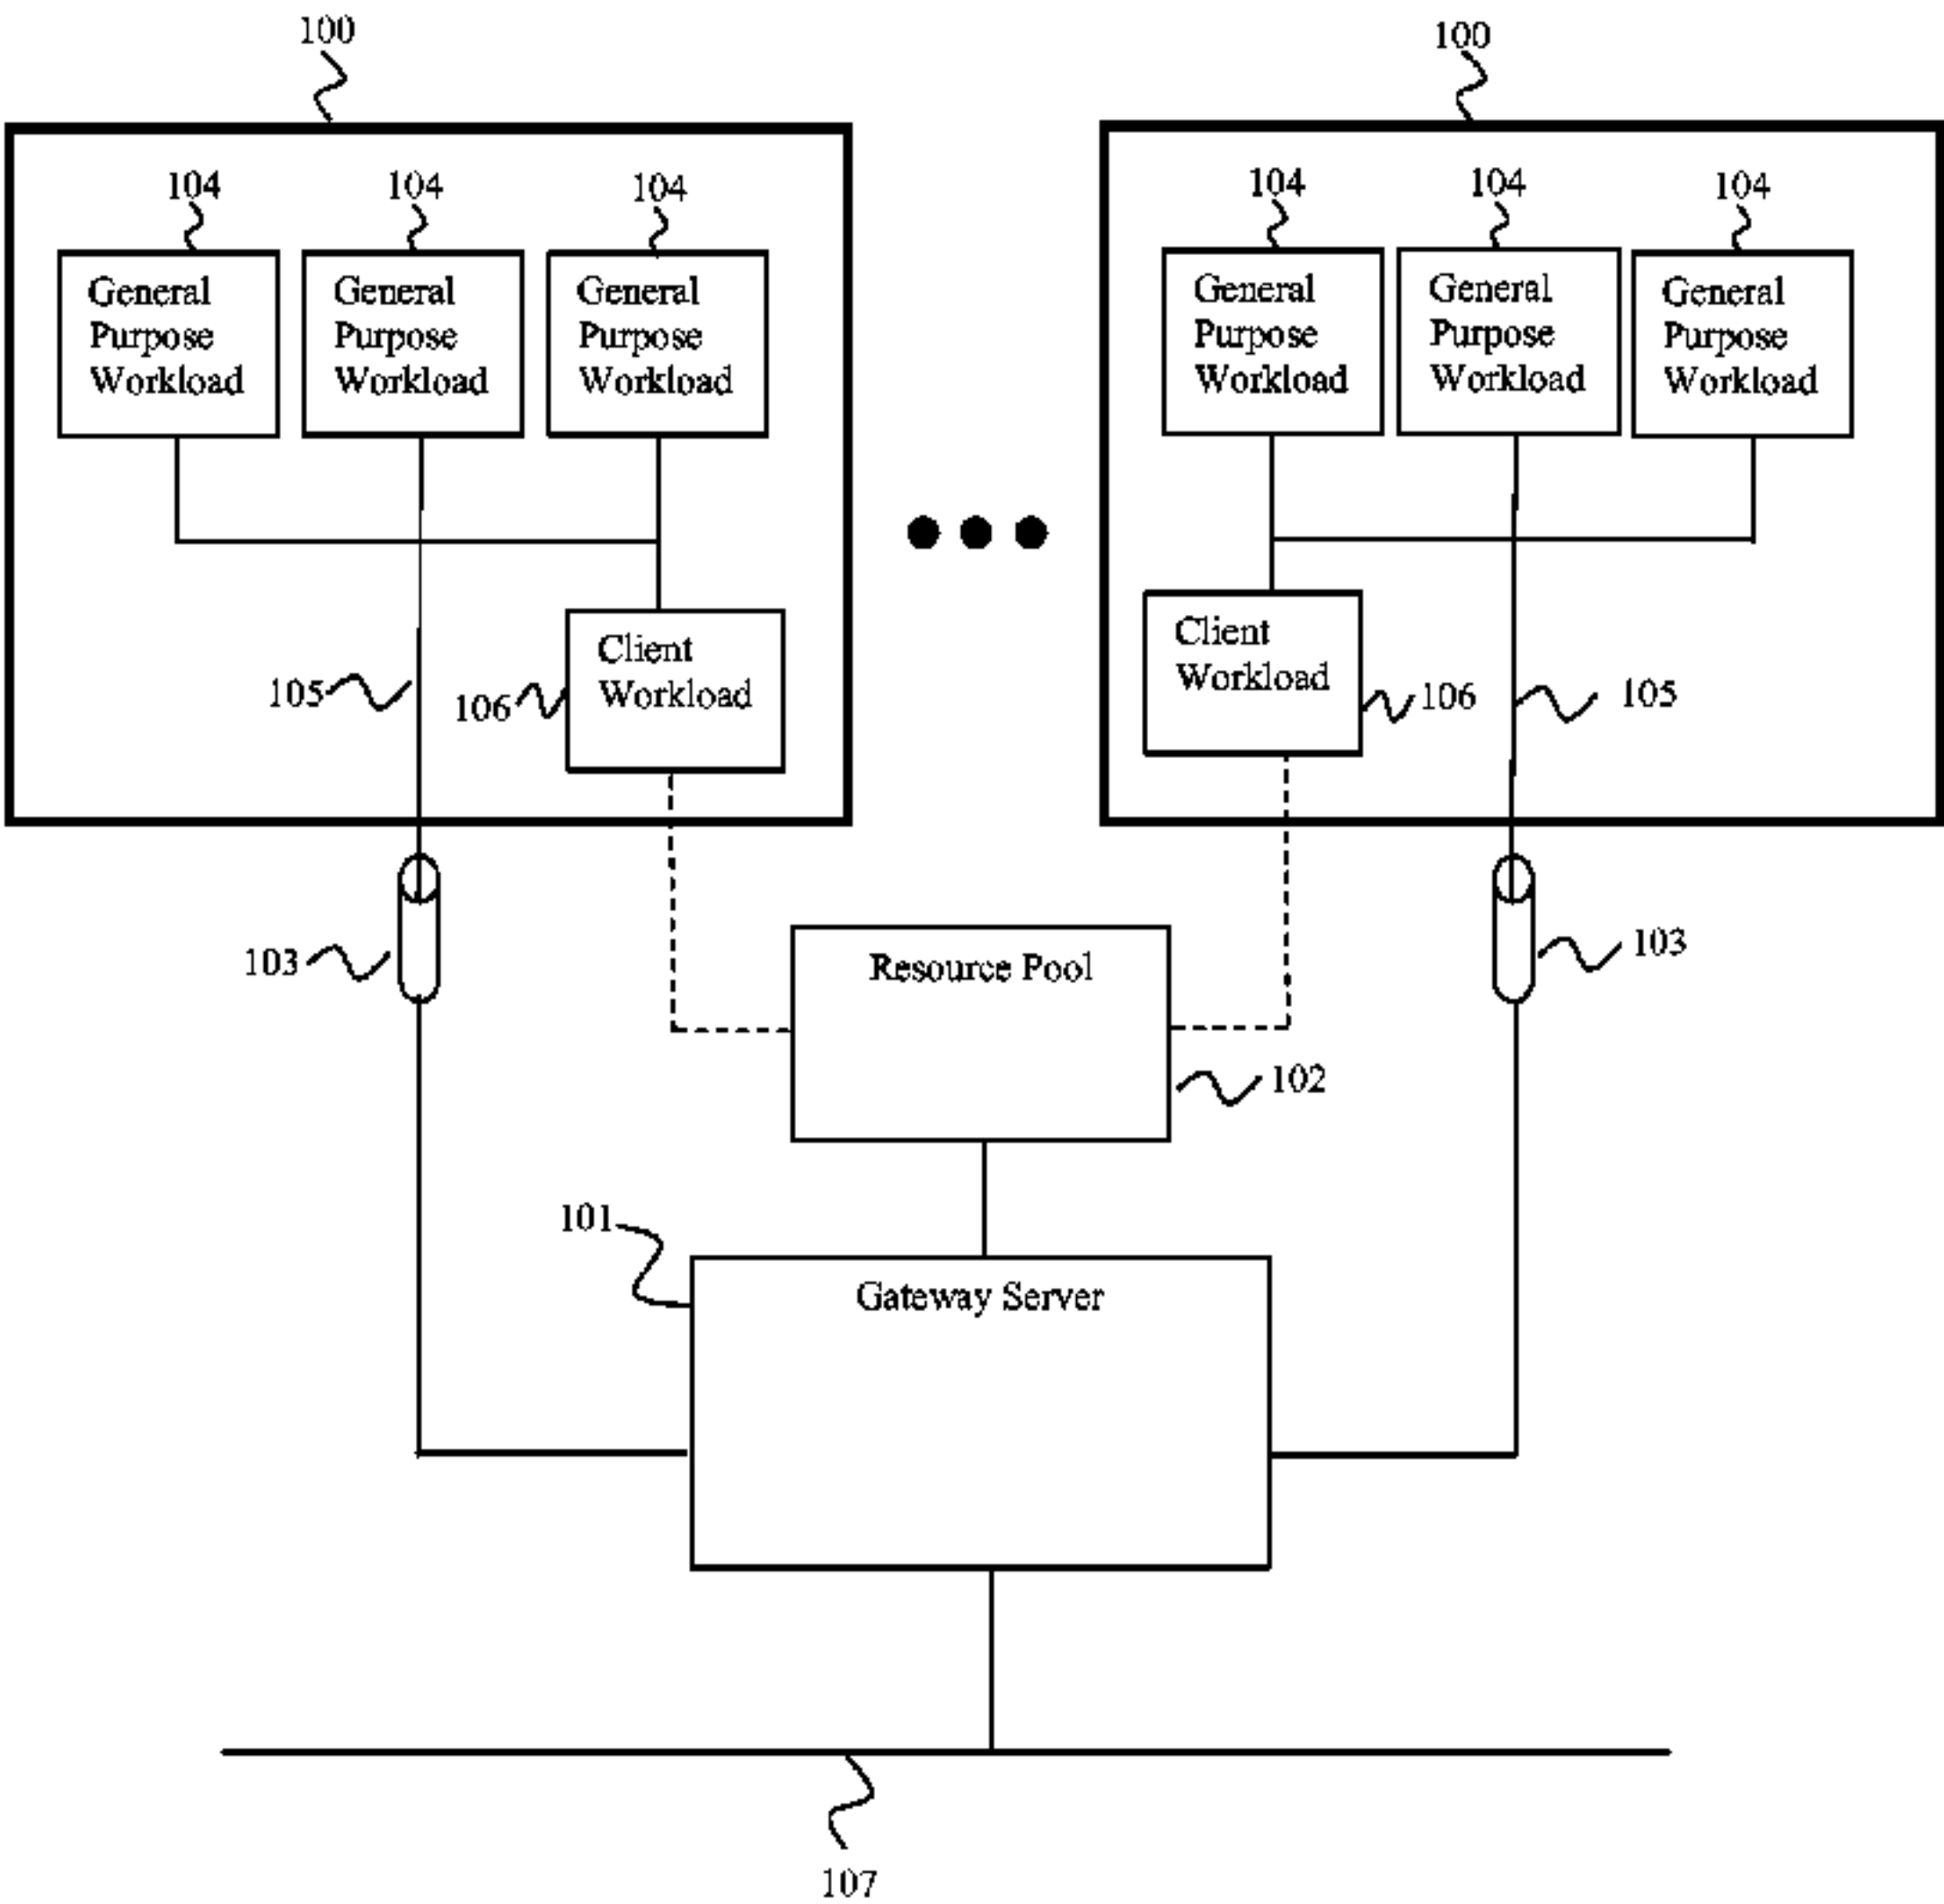 100
100
104
104
104
104
104
104
General
Purpose
Workload
General
Purpose
Workload
General
Purpose
Workload
General
Purpose
Workload
General
Purpose
Workload
General
Purpose
Workload
Client
Workload
105
106
Client
Workload
106
105
103
Resource Pool
103
102
101
Gateway Server
107